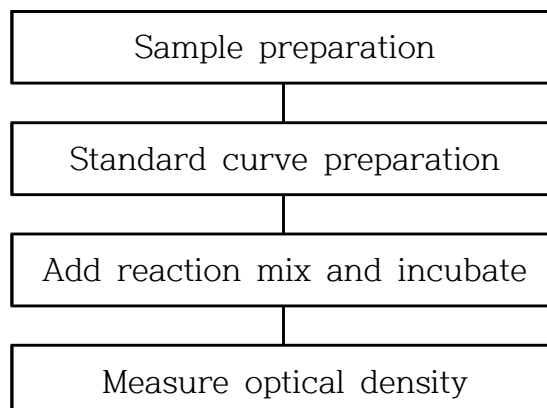 Sample preparation
Standard curve preparation
Add reaction mix and incubate
Measure optical density